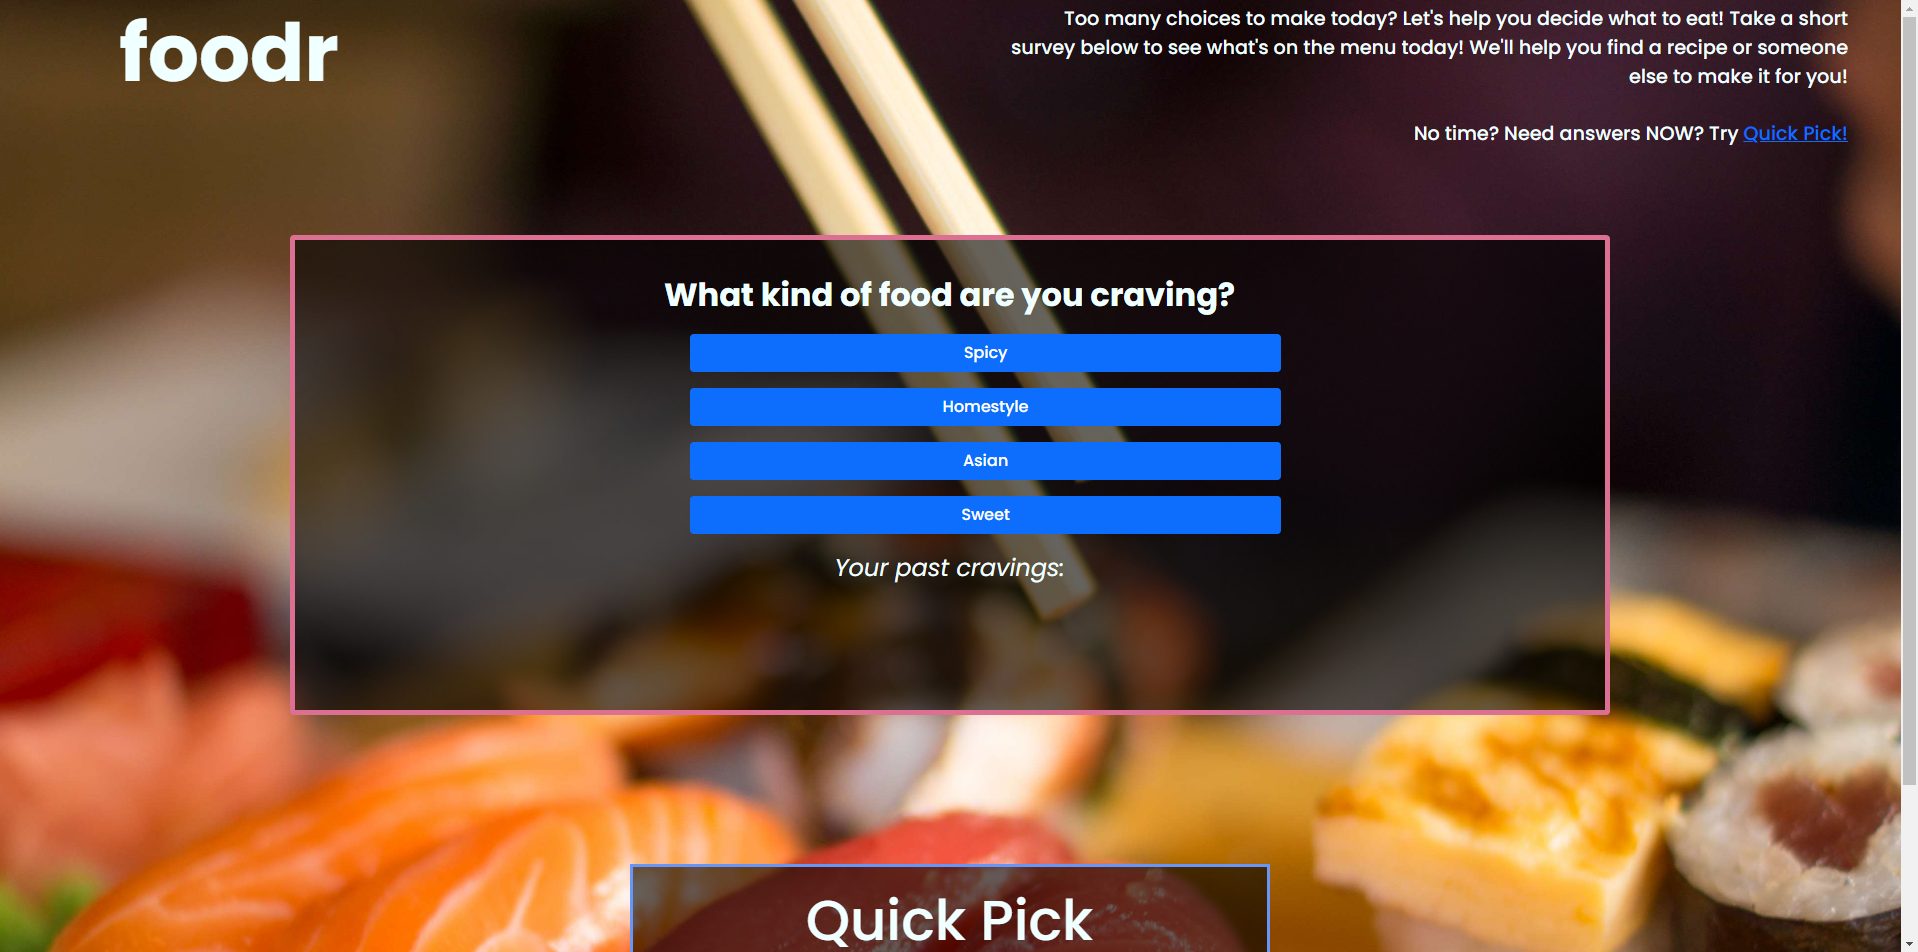 foodr
Too many choices to make today? Let's help you decide what to eat! Take a short
survey below to see what's on the menu today! We'll help you find a recipe or someone
else to make it for you!
No time? Need answers NOW? Try Quick Pick!
What kind of food are you craving?
Spicy
Homestyle
Asian
Sweet
Your past cravings:
Quick Pick